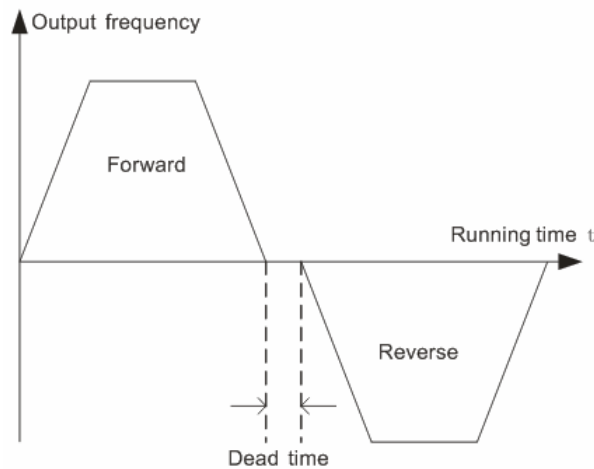 Output frequency
Forward
Running time t
Reverse
Dead time